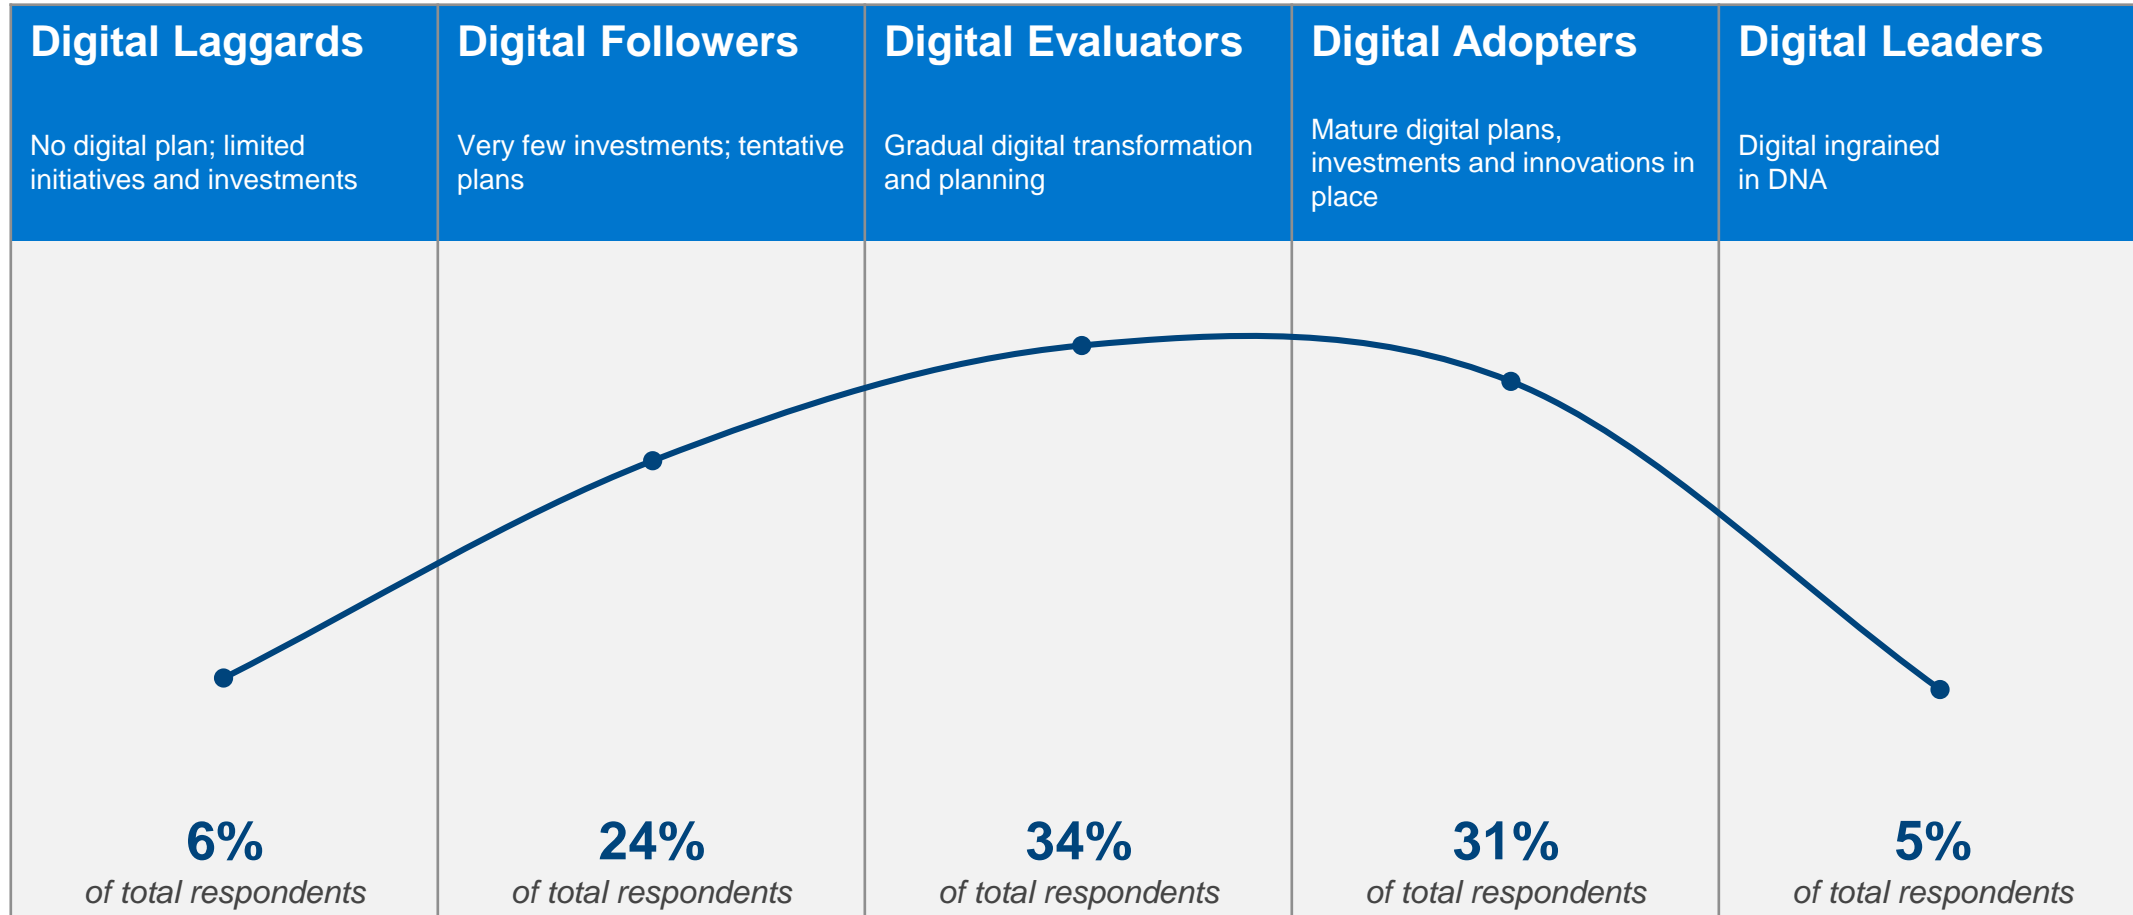 Digital Laggards
No digital plan; limited
initiatives and investments
Digital Followers
Very few investments; tentative
plans
Digital Evaluators
Gradual digital transformation
and planning
Digital Adopters
Mature digital plans,
investments and innovations in
place
Digital Leaders
Digital ingrained
in DNA
6%
of total respondents
24%
of total respondents
34%
of total respondents
31%
of total respondents
5%
of total respondents